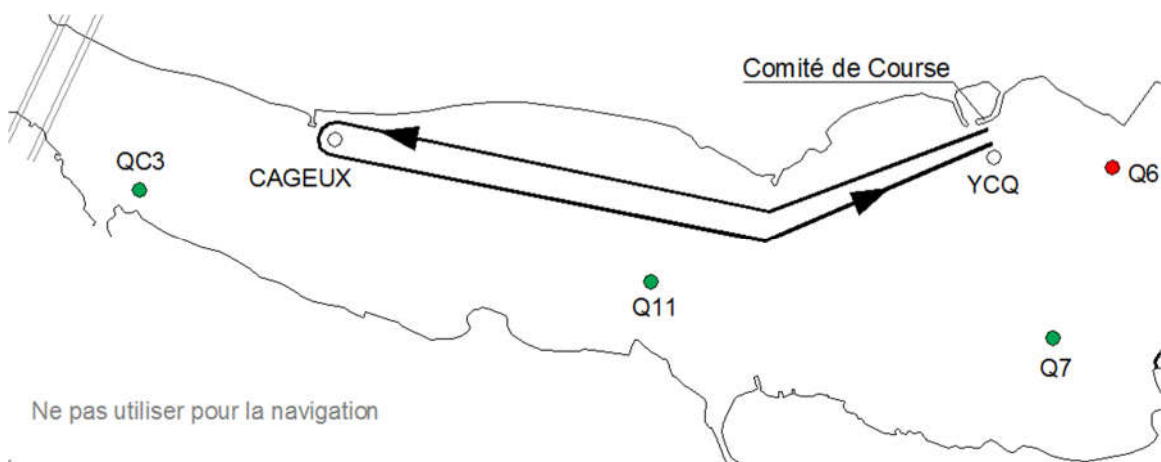 Comité de Course
QC3
CAGEUX
YCQ
Q6
Q11
Q7
Ne pas utiliser pour la navigation